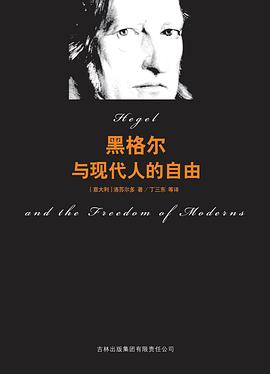 Hegel
黑格尔
与现代人的自由
［意大利］洛苏尔多 著／丁三东 等译
and the Freedom of Moderns
吉林出版集团有限责任公司